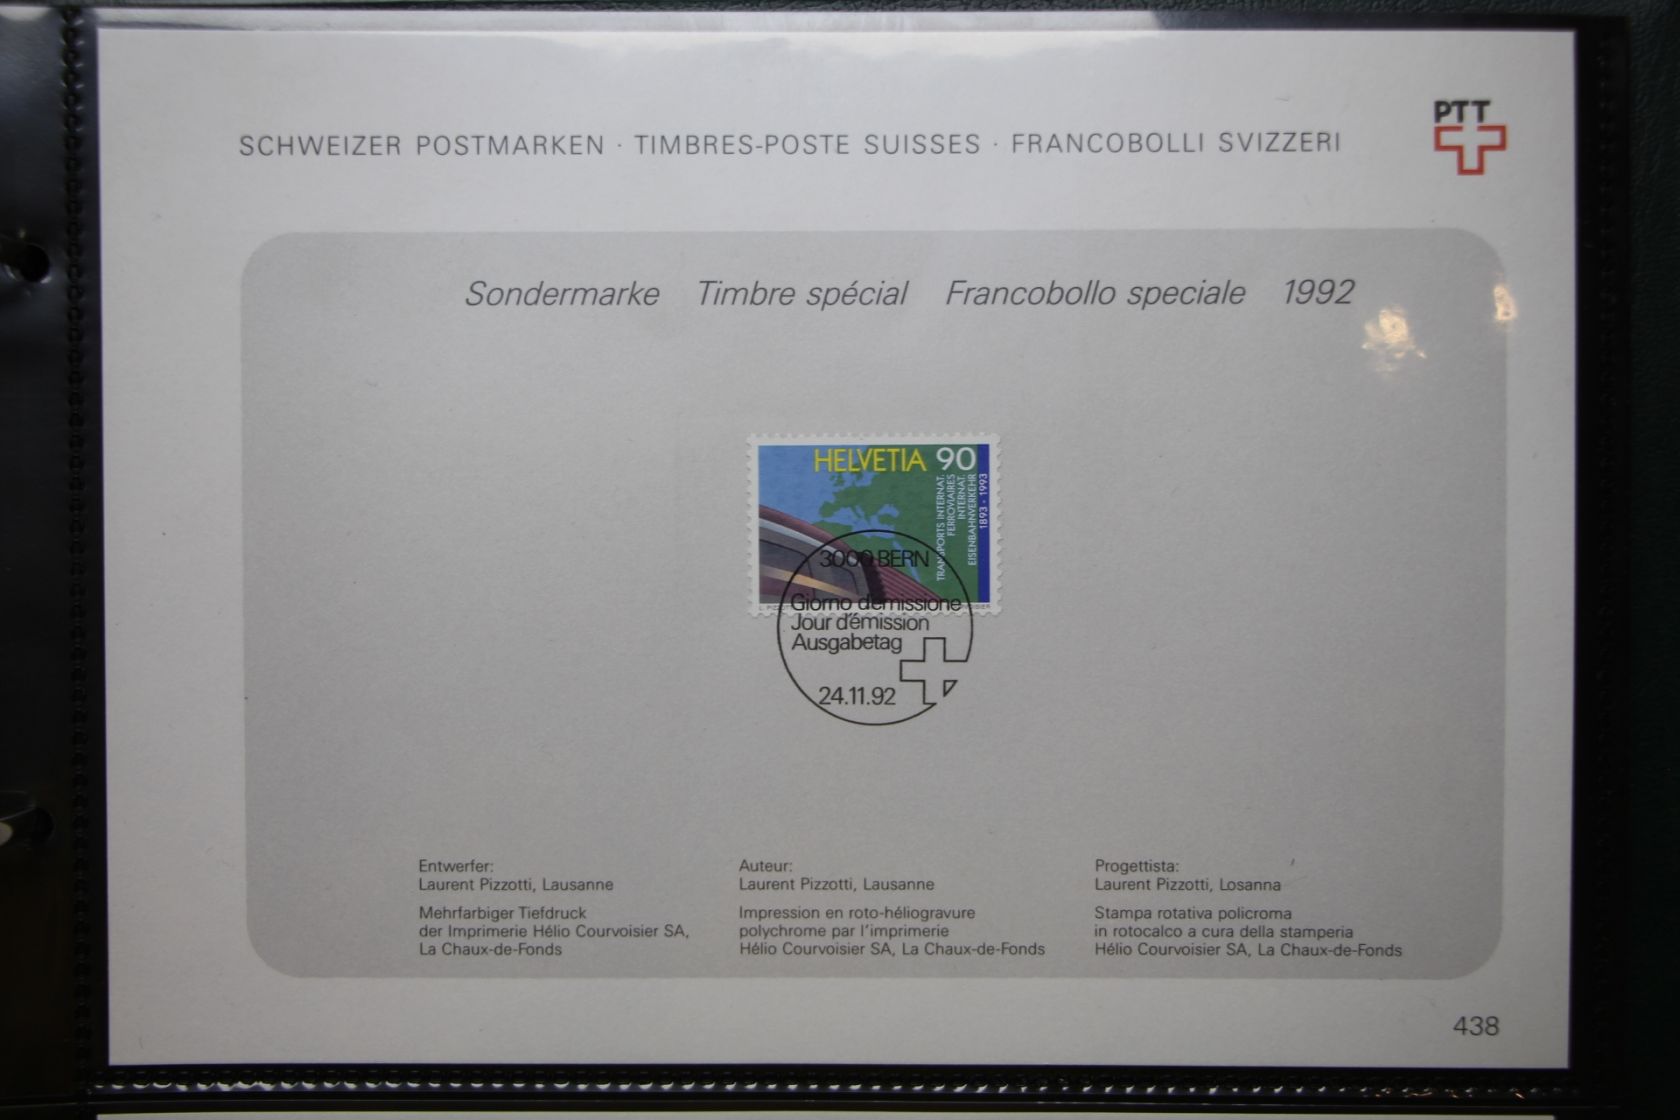 PTT
SCHWEIZER POSTMARKEN · TIMBRES-POSTE SUISSES · FRANCOBOLLI SVIZZERI
Sondermarke Timbre spécial Francobollo speciale 1992
HELVETIA 90
TRANSPORTS INTERNAT.
FERROVIAIRES
INTERNAT.
EISENBAHNVERKEHR
1893 - 1993
3000 BERN
Giorno d'emissione
Jour d'émission
Ausgabetag
24.11.92
Entwerfer:
Laurent Pizzotti, Lausanne
Mehrfarbiger Tiefdruck
der Imprimerie Hélio Courvoisier SA,
La Chaux-de-Fonds
Auteur:
Laurent Pizzotti, Lausanne
Impression en roto-héliogravure
polychrome par l'imprimerie
Hélio Courvoisier SA, La Chaux-de-Fonds
Progettista:
Laurent Pizzotti, Losanna
Stampa rotativa policroma
in rotocalco a cura della stamperia
Hélio Courvoisier SA, La Chaux-de-Fonds
438